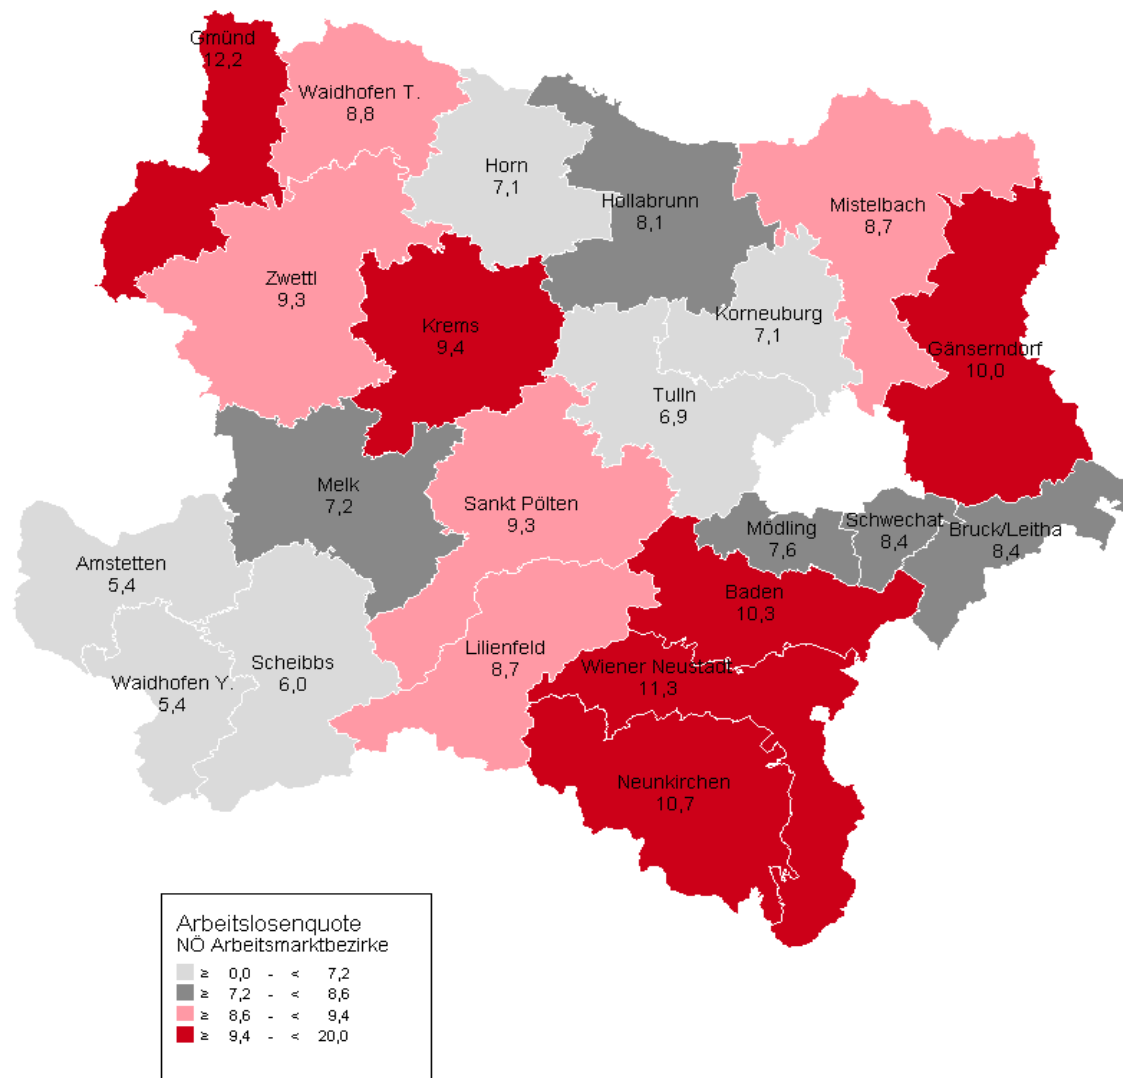 Gmünd
12,2
Waidhofen T.
8,8
Horn
7,1
Hollabrunn
8,1
Mistelbach
8,7
Zwettl
9,3
Krems
9,4
Korneuburg
7,1
Gänserndorf
10,0
Tulln
6,9
Melk
7,2
Sankt Pölten
9,3
Mödling
7,6
Schwechat
8,4
Bruck/Leitha
8,4
Amstetten
5,4
Baden
10,3
Lilienfeld
8,7
Scheibbs
6,0
Wiener Neustadt
11,3
Waidhofen Y.
5,4
Neunkirchen
10,7
Arbeitslosenquote
NÖ Arbeitsmarktbezirke
≥ 0,0 - < 7,2
≥ 7,2 - < 8,6
≥ 8,6 - < 9,4
≥ 9,4 - < 20,0